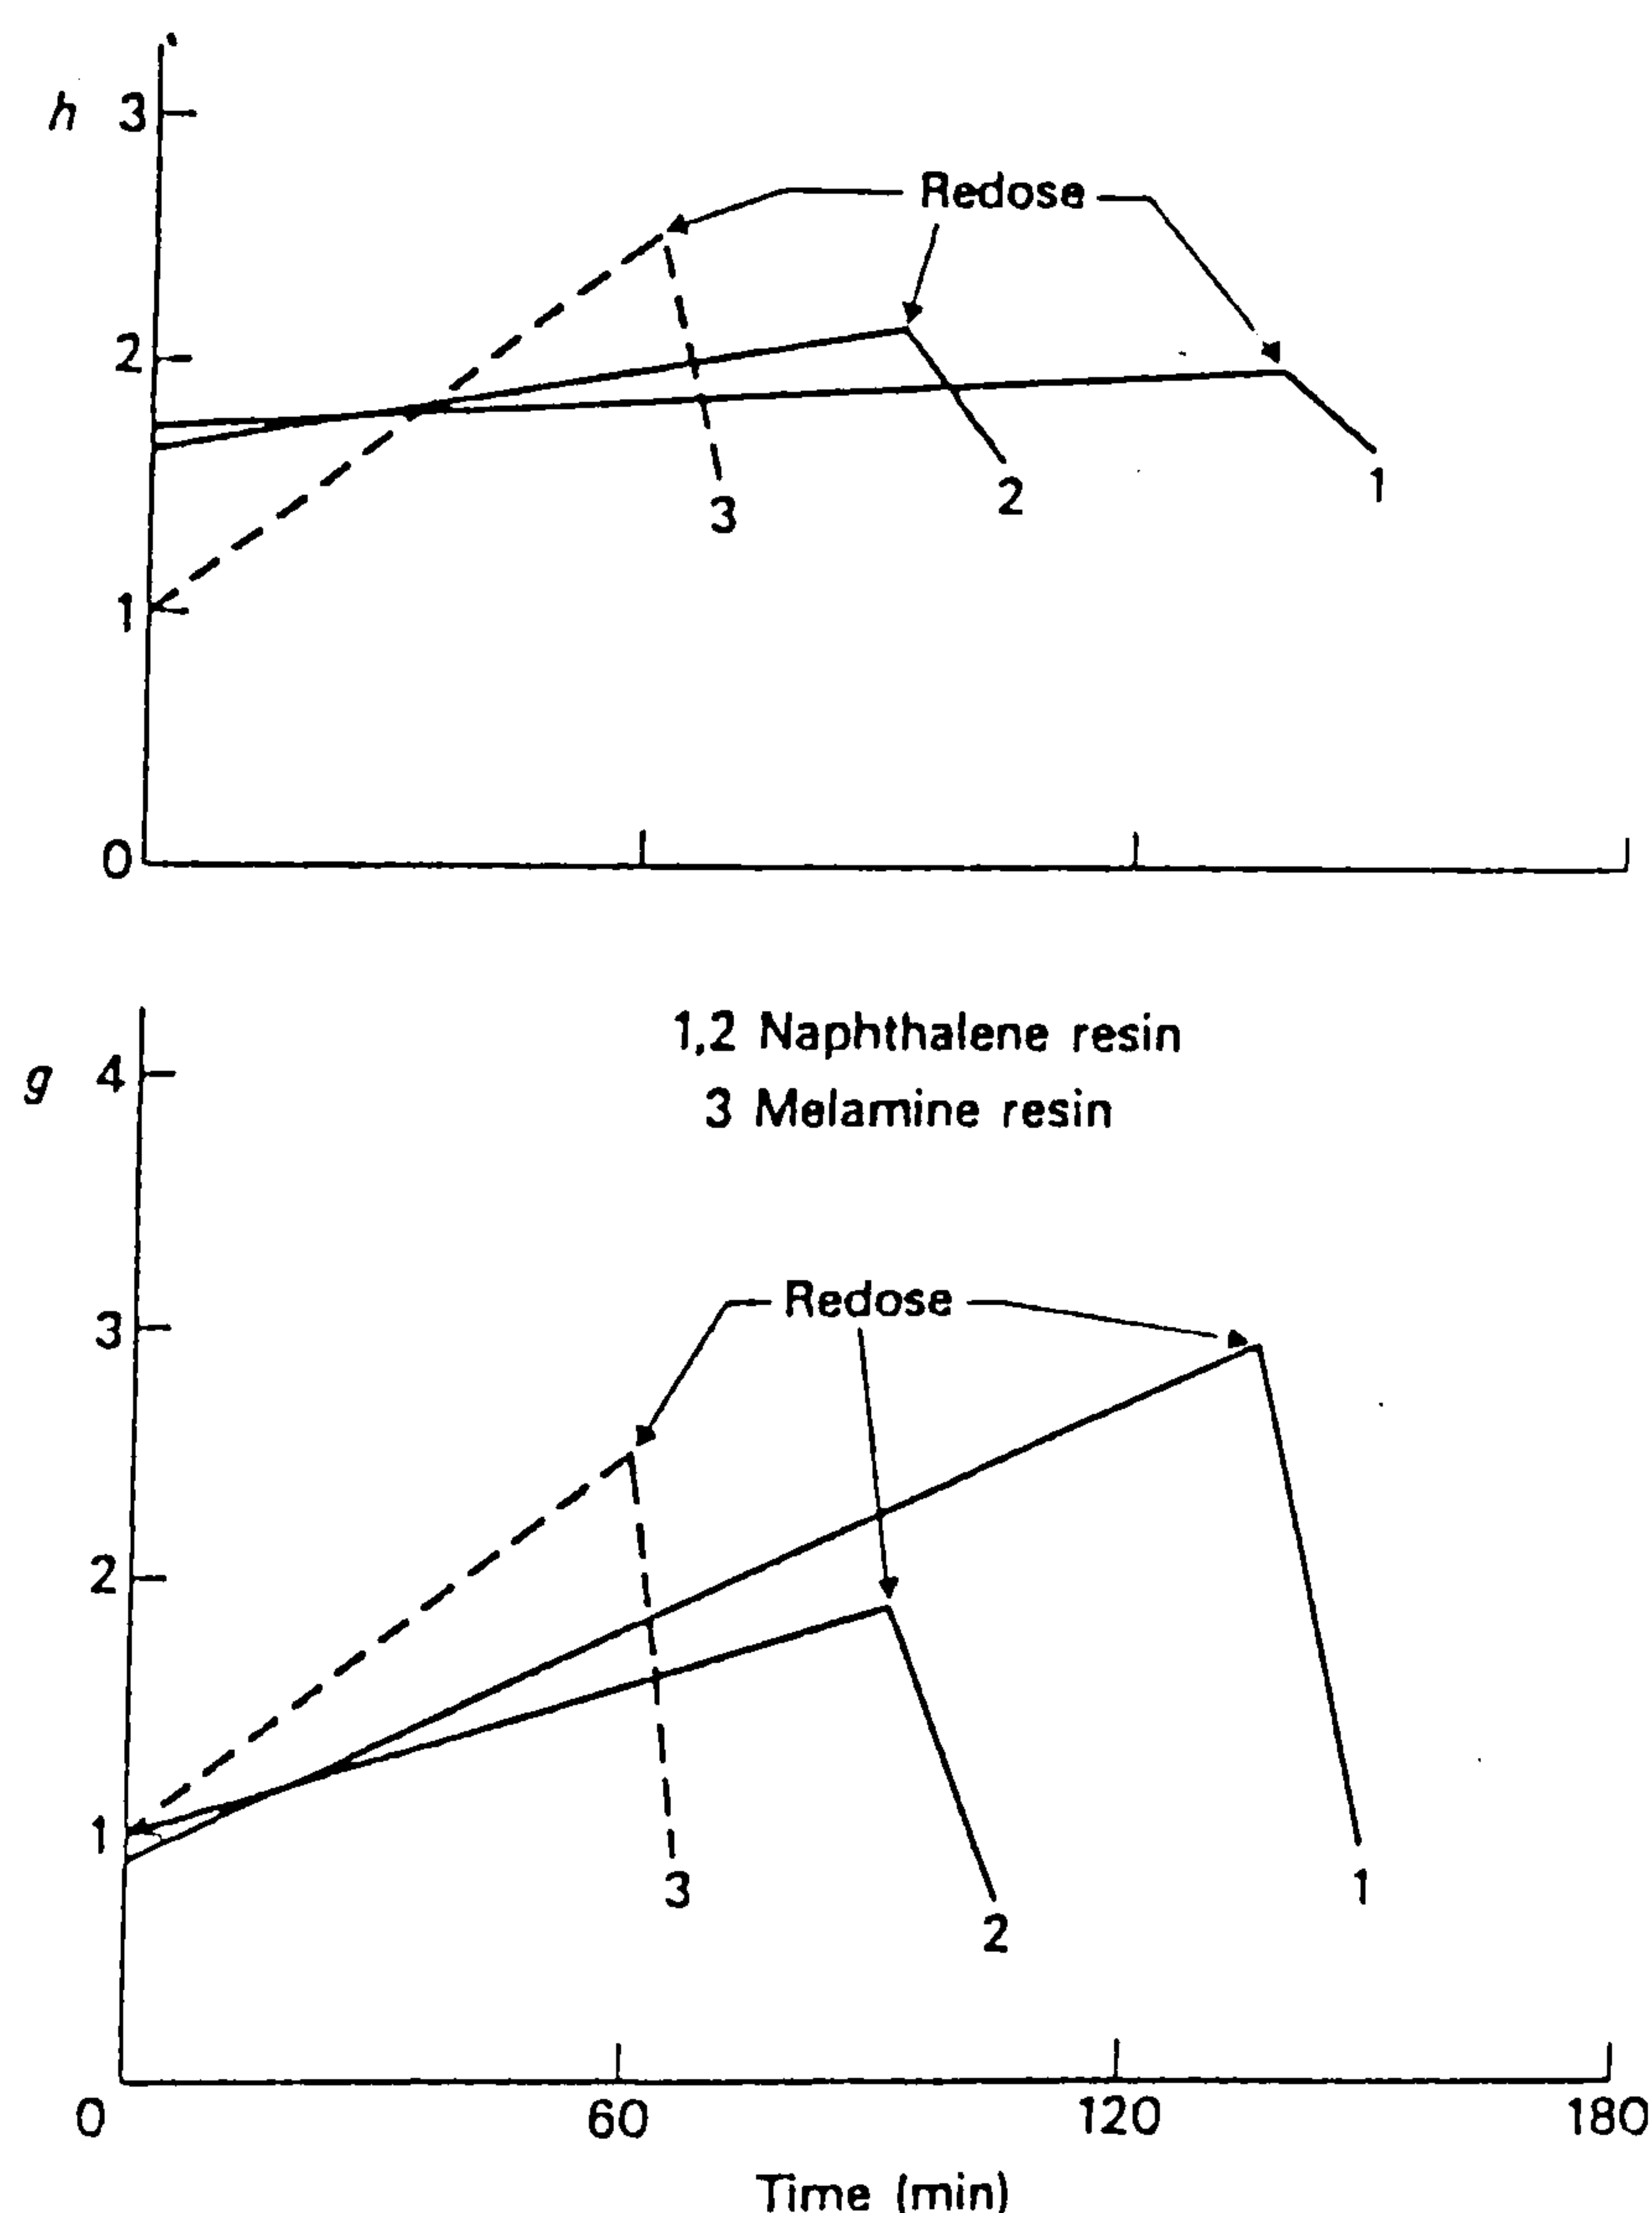 h 3
Redose
2
3
2
1
1
0
1,2 Naphthalene resin
g 4
3 Melamine resin
Redose
3
2
1
3
1
2
0 60 120 180
Time (min)